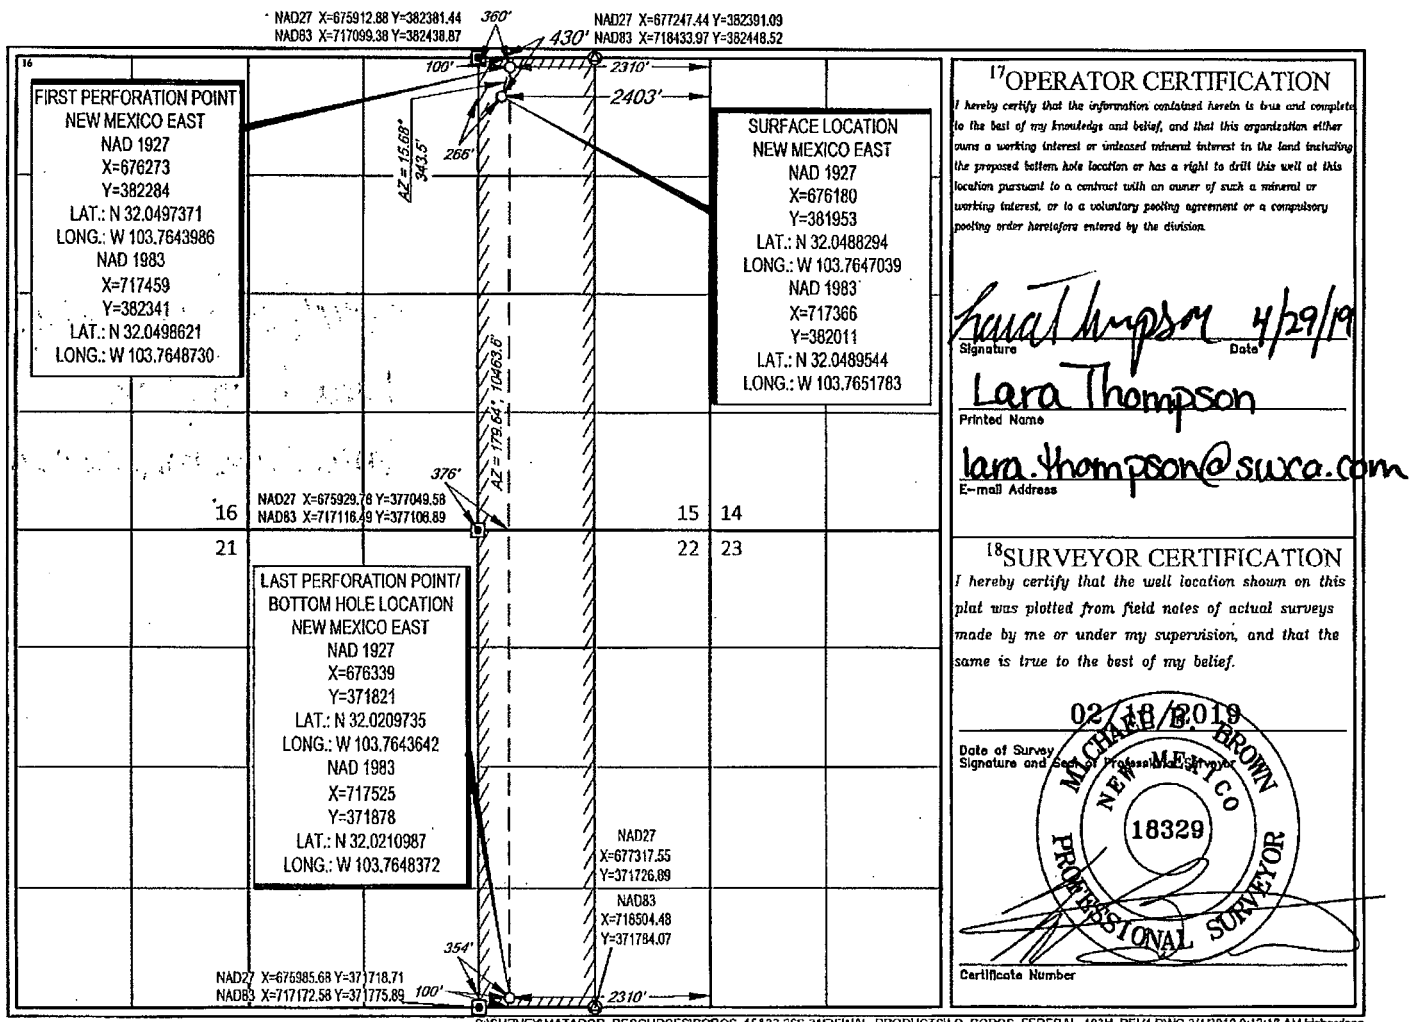 NAD27 X=675912.88 Y=382381.44
NAD83 X=717099.38 Y=382438.87
360'
430'
NAD27 X=677247.44 Y=382391.09
NAD83 X=718433.97 Y=382448.52
16
100'
2310'
2403'
266'
AZ = 15.68°
343.5'
FIRST PERFORATION POINT
NEW MEXICO EAST
NAD 1927
X=676273
Y=382284
LAT.: N 32.0497371
LONG.: W 103.7643986
NAD 1983
X=717459
Y=382341
LAT.: N 32.0498621
LONG.: W 103.7648730
SURFACE LOCATION
NEW MEXICO EAST
NAD 1927
X=676180
Y=381953
LAT.: N 32.0488294
LONG.: W 103.7647039
NAD 1983
X=717366
Y=382011
LAT.: N 32.0489544
LONG.: W 103.7651783
AZ = 179.64°, 10463.6'
376'
NAD27 X=675929.76 Y=377049.58
NAD83 X=717116.49 Y=377106.89
16
15
14
21
22
23
LAST PERFORATION POINT/
BOTTOM HOLE LOCATION
NEW MEXICO EAST
NAD 1927
X=676339
Y=371821
LAT.: N 32.0209735
LONG.: W 103.7643642
NAD 1983
X=717525
Y=371878
LAT.: N 32.0210987
LONG.: W 103.7648372
NAD27
X=677317.55
Y=371726.89
NAD83
X=718504.48
Y=371784.07
354'
NAD27 X=675985.68 Y=371718.71
NAD83 X=717172.58 Y=371775.89
100'
2310'
17 OPERATOR CERTIFICATION
I hereby certify that the information contained herein is true and complete
to the best of my knowledge and belief, and that this organization either
owns a working interest or unleased mineral interest in the land including
the proposed bottom hole location or has a right to drill this well at this
location pursuant to a contract with an owner of such a mineral or
working interest, or to a voluntary pooling agreement or a compulsory
pooling order heretofore entered by the division.
Lara Thompson 4/29/19
Signature Date
Lara Thompson
Printed Name
lara.thompson@swca.com
E-mail Address
18 SURVEYOR CERTIFICATION
I hereby certify that the well location shown on this
plat was plotted from field notes of actual surveys
made by me or under my supervision, and that the
same is true to the best of my belief.
02/18/2019
Date of Survey
Signature and Seal of Professional Surveyor
MICHAEL B. BROWN
NEW MEXICO
18329
PROFESSIONAL SURVEYOR
Certificate Number